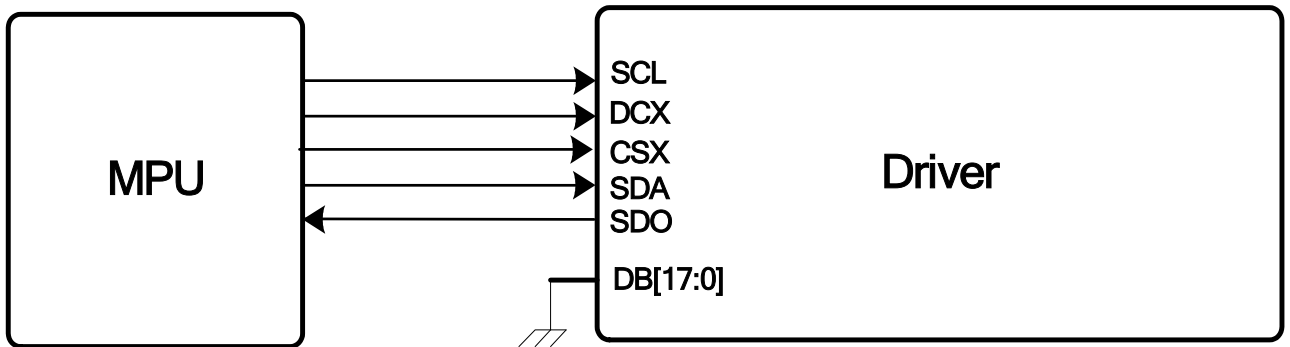 MPU
SCL
DCX
CSX
SDA
SDO
DB[17:0]
Driver